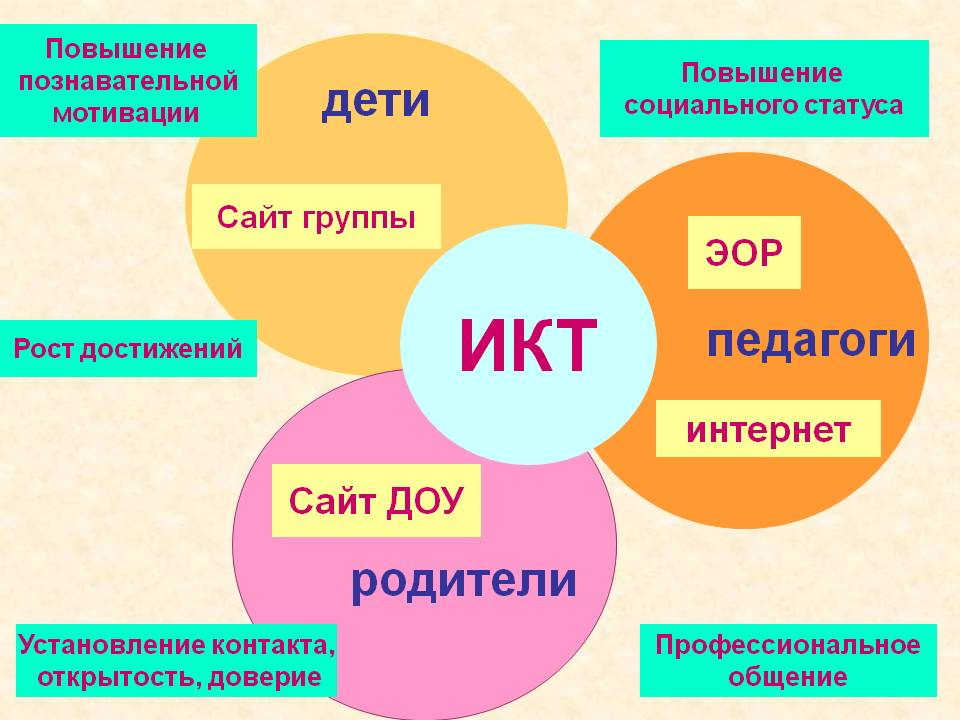 Повышение
познавательной
мотивации
дети
Повышение
социального статуса
Сайт группы
ЭОР
ИКТ
педагоги
Рост достижений
интернет
Сайт ДОУ
родители
Установление контакта,
открытость, доверие
Профессиональное
общение